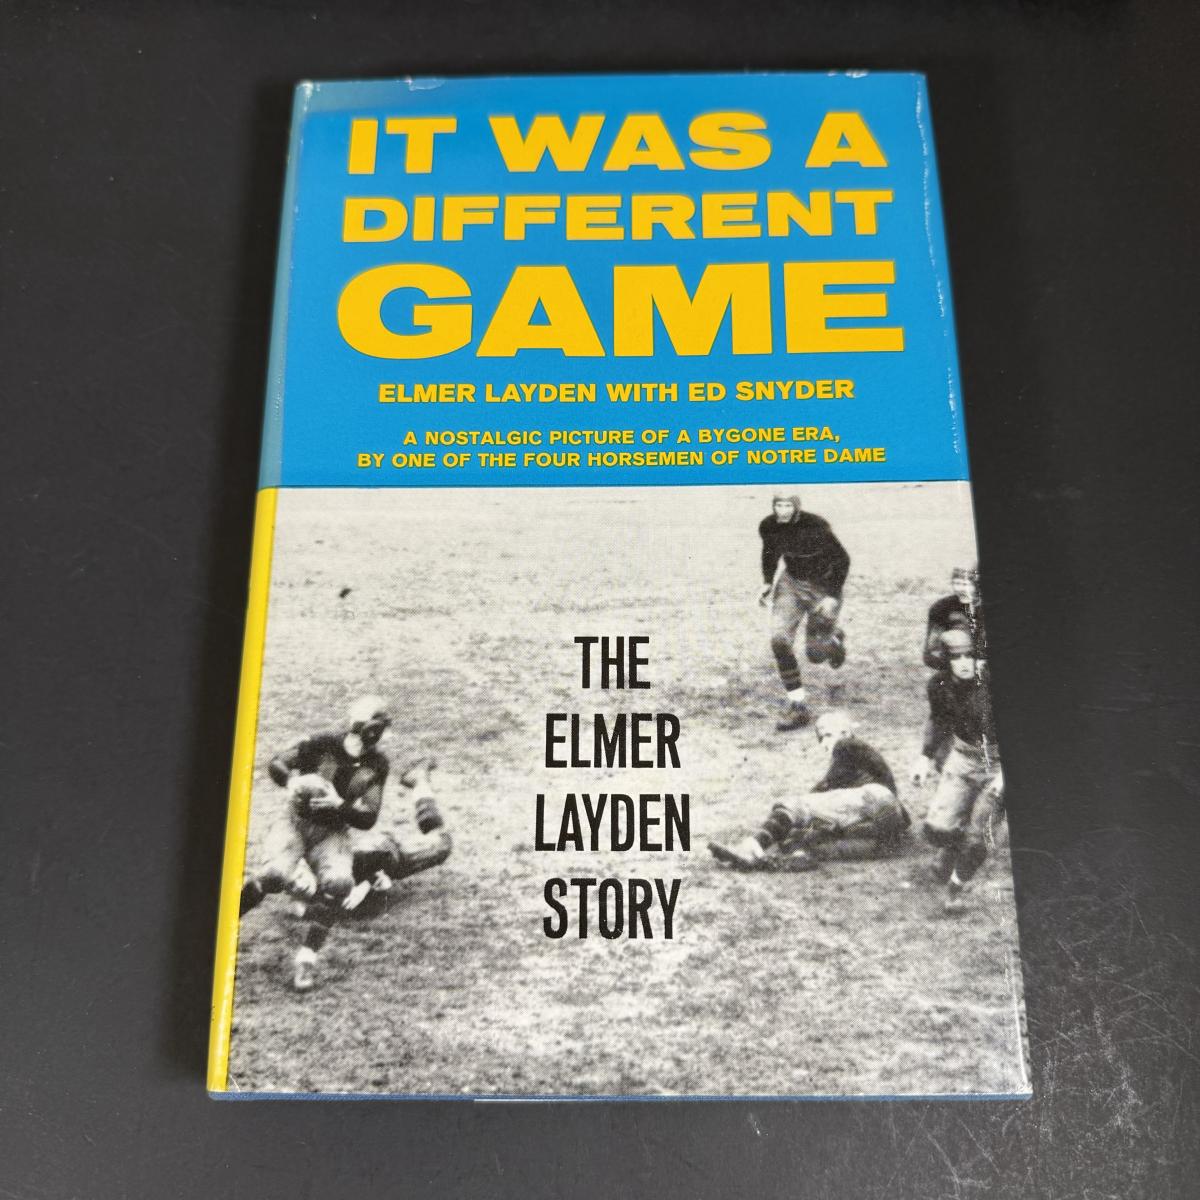 IT WAS A
DIFFERENT
GAME
ELMER LAYDEN WITH ED SNYDER
A NOSTALGIC PICTURE OF A BYGONE ERA,
BY ONE OF THE FOUR HORSEMEN OF NOTRE DAME
THE
ELMER
LAYDEN
STORY